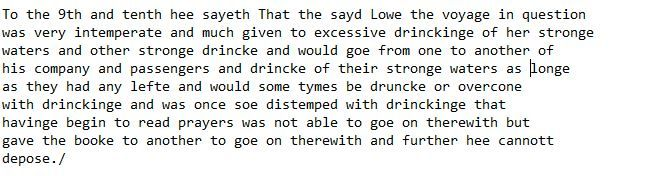 To the 9th and tenth hee sayeth That the sayd Lowe the voyage in question
was very intemperate and much given to excessive drinckinge of her stronge
waters and other stronge drincke and would goe from one to another of
his company and passengers and drincke of their stronge waters as longe
as they had any lefte and would some tymes be druncke or overcone
with drinckinge and was once soe distemped with drinckinge that
havinge begin to read prayers was not able to goe on therewith but
gave the booke to another to goe on therewith and further hee cannott
depose./